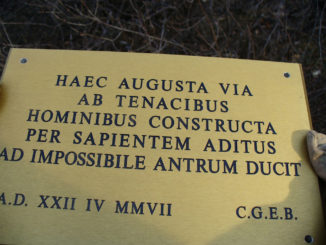 HAEC AUGUSTA VIA
AB TENACIBUS
HOMINIBUS CONSTRUCTA
PER SAPIENTEM ADITUS
AD IMPOSSIBILE ANTRUM DUCIT
A.D. XXII IV MMVII C.G.E.B.